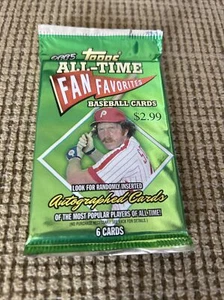 2005 Topps
ALL-TIME
FAN FAVORITES
BASEBALL CARDS
$2.99
P
LOOK FOR RANDOMLY INSERTED
Autographed Cards
OF THE MOST POPULAR PLAYERS OF ALL-TIME!
6 CARDS